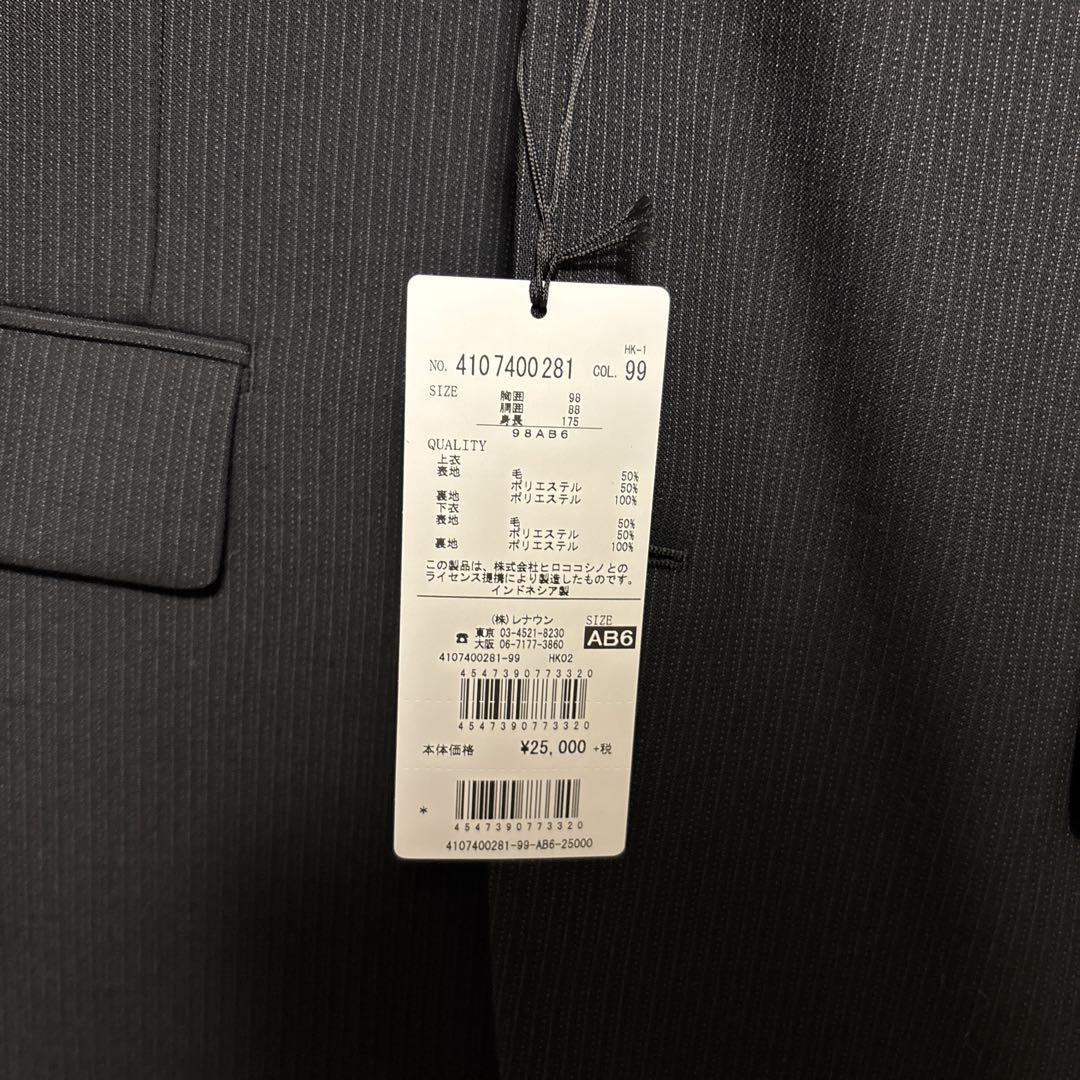 HK-1
NO. 4107400281 COL. 99
SIZE
胸囲 98
胴囲 88
身長 175
98AB6
QUALITY
上衣
表地 毛 50%
ポリエステル 50%
裏地 ポリエステル 100%
下衣
表地 毛 50%
ポリエステル 50%
裏地 ポリエステル 100%
この製品は、株式会社ヒロココシノとの
ライセンス提携により製造したものです。
インドネシア製
(株)レナウン SIZE
☎ 東京 03-4521-8230 AB6
大阪 06-7177-3860
4107400281-99 HK02
4547390773320
4547390773320
本体価格 ¥25,000 +税
*
4547390773320
4107400281-99-AB6-25000